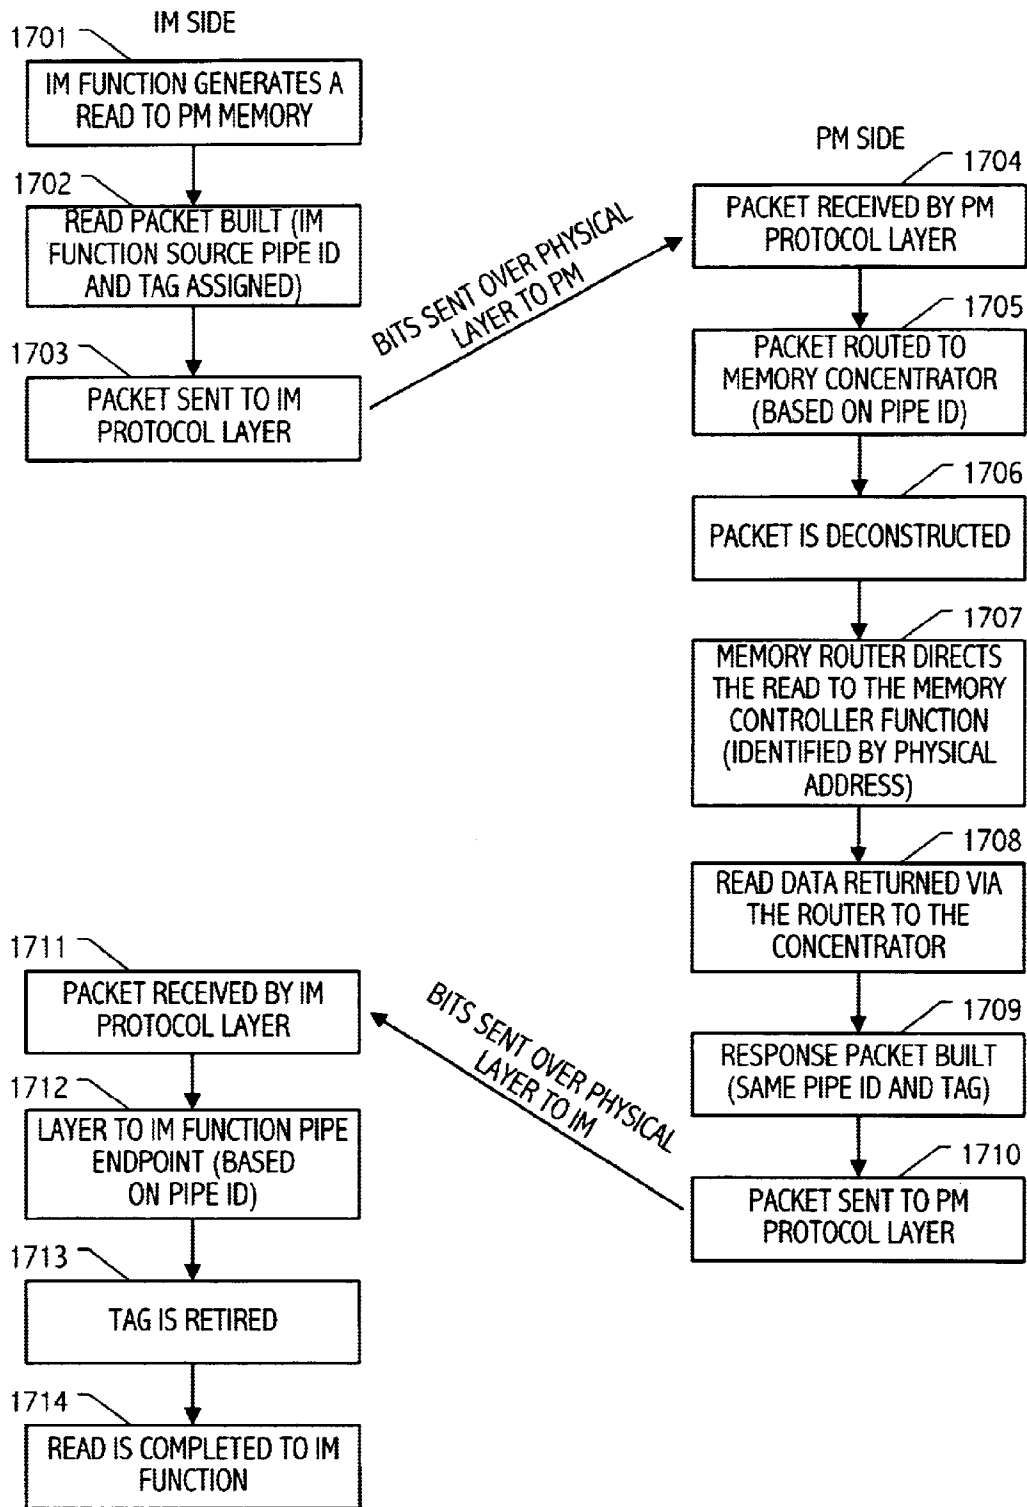 IM SIDE
1701
IM FUNCTION GENERATES A
READ TO PM MEMORY
1702
READ PACKET BUILT (IM
FUNCTION SOURCE PIPE ID
AND TAG ASSIGNED)
1703
PACKET SENT TO IM
PROTOCOL LAYER
BITS SENT OVER PHYSICAL
LAYER TO PM
PM SIDE
1704
PACKET RECEIVED BY PM
PROTOCOL LAYER
1705
PACKET ROUTED TO
MEMORY CONCENTRATOR
(BASED ON PIPE ID)
1706
PACKET IS DECONSTRUCTED
1707
MEMORY ROUTER DIRECTS
THE READ TO THE MEMORY
CONTROLLER FUNCTION
(IDENTIFIED BY PHYSICAL
ADDRESS)
1708
READ DATA RETURNED VIA
THE ROUTER TO THE
CONCENTRATOR
1709
RESPONSE PACKET BUILT
(SAME PIPE ID AND TAG)
1710
PACKET SENT TO PM
PROTOCOL LAYER
BITS SENT OVER PHYSICAL
LAYER TO IM
1711
PACKET RECEIVED BY IM
PROTOCOL LAYER
1712
LAYER TO IM FUNCTION PIPE
ENDPOINT (BASED
ON PIPE ID)
1713
TAG IS RETIRED
1714
READ IS COMPLETED TO IM
FUNCTION